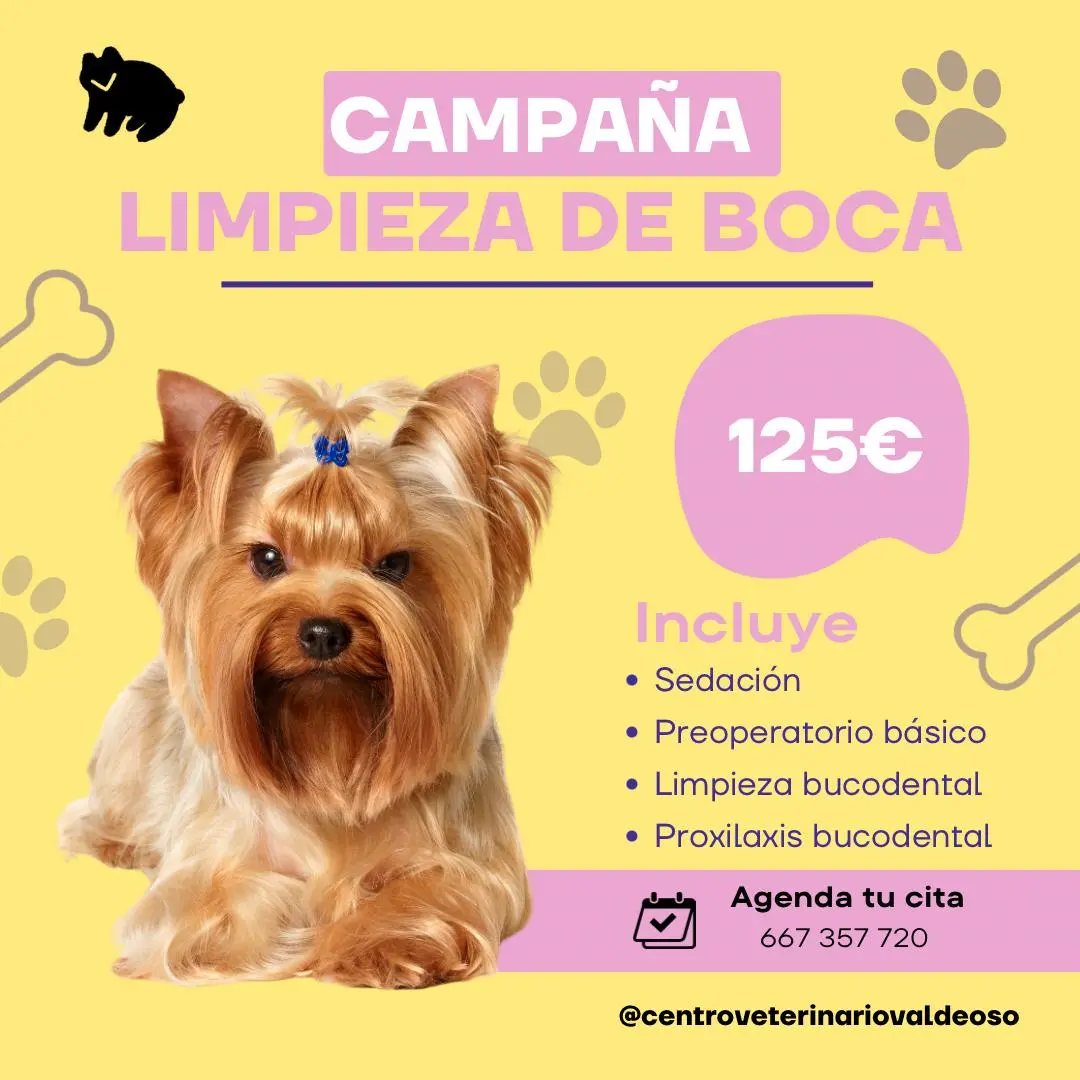 CAMPAÑA
LIMPIEZA DE BOCA
125€
Incluye
• Sedación
• Preoperatorio básico
• Limpieza bucodental
• Proxilaxis bucodental
Agenda tu cita
667 357 720
@centroveterinariovaldeoso